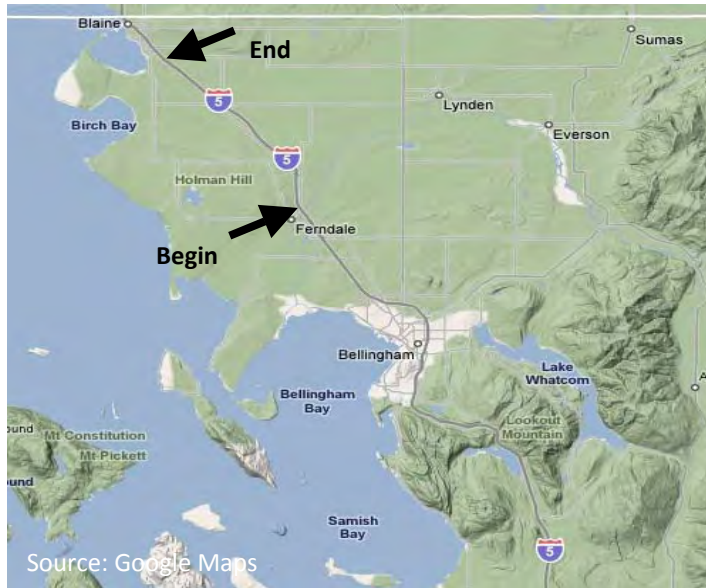 Blaine
End
Sumas
5
Lynden
Birch Bay
Everson
5
Holman Hill
Ferndale
Begin
Bellingham
Lake
Whatcom
Bellingham
Bay
Lookout
Mountain
Mt Constitution
Mt Pickett
ound
Samish
Bay
5
Source: Google Maps